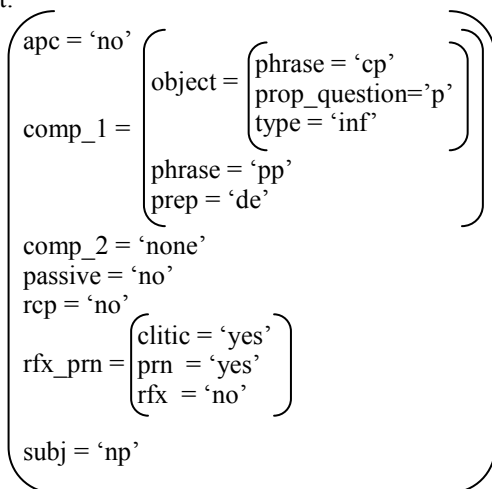 t.
apc = ‘no’
object =
phrase = ‘cp’
prop_question=’p’
type = ‘inf’
comp_1 =
phrase = ‘pp’
prep = ‘de’
comp_2 = ‘none’
passive = ‘no’
rcp = ‘no’
rfx_prn =
clitic = ‘yes’
prn = ‘yes’
rfx = ‘no’
subj = ‘np’